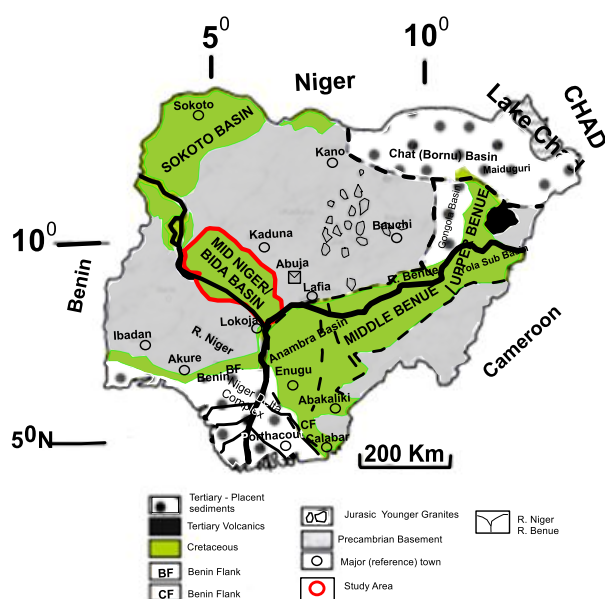 5⁰
10⁰
Niger
CHAD
Lake Cha
Sokoto
SOKOTO BASIN
Kano
Chat (Bornu) Basin
Maiduguri
Gongola Basin
UPPER BENUE
Kaduna
Bauchi
10⁰
MID NIGER/
BIDA BASIN
Abuja
R. Benue
Yola Sub Basin
Lafia
Benin
MIDDLE BENUE
Lokoja
Anambra Basin
R. Niger
Ibadan
Cameroon
Akure
BF
Benin
Enugu
Niger Delta
Complex
Abakaliki
CF
Porthacou
Calabar
5⁰N
200 Km
Tertiary - Placent
sediments
Tertiary Volcanics
Cretaceous
BF Benin Flank
CF Benin Flank
Jurasic Younger Granites
Precambrian Basement
Major (reference) town
Study Area
R. Niger
R. Benue